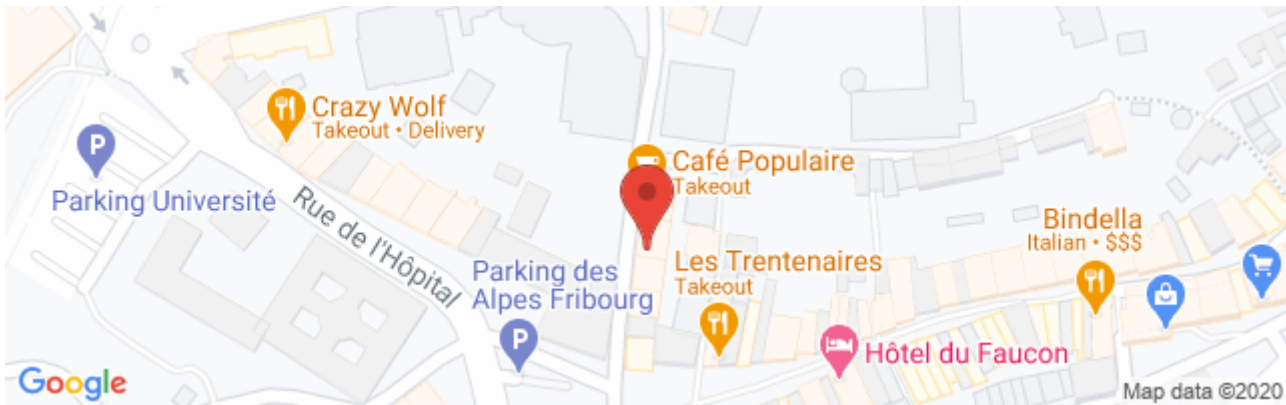 Crazy Wolf
Takeout • Delivery
Café Populaire
Takeout
Parking Université
Rue de l'Hôpital
Bindella
Italian • $$$
Les Trentenaires
Takeout
Parking des
Alpes Fribourg
Hôtel du Faucon
Google
Map data ©2020
P
P